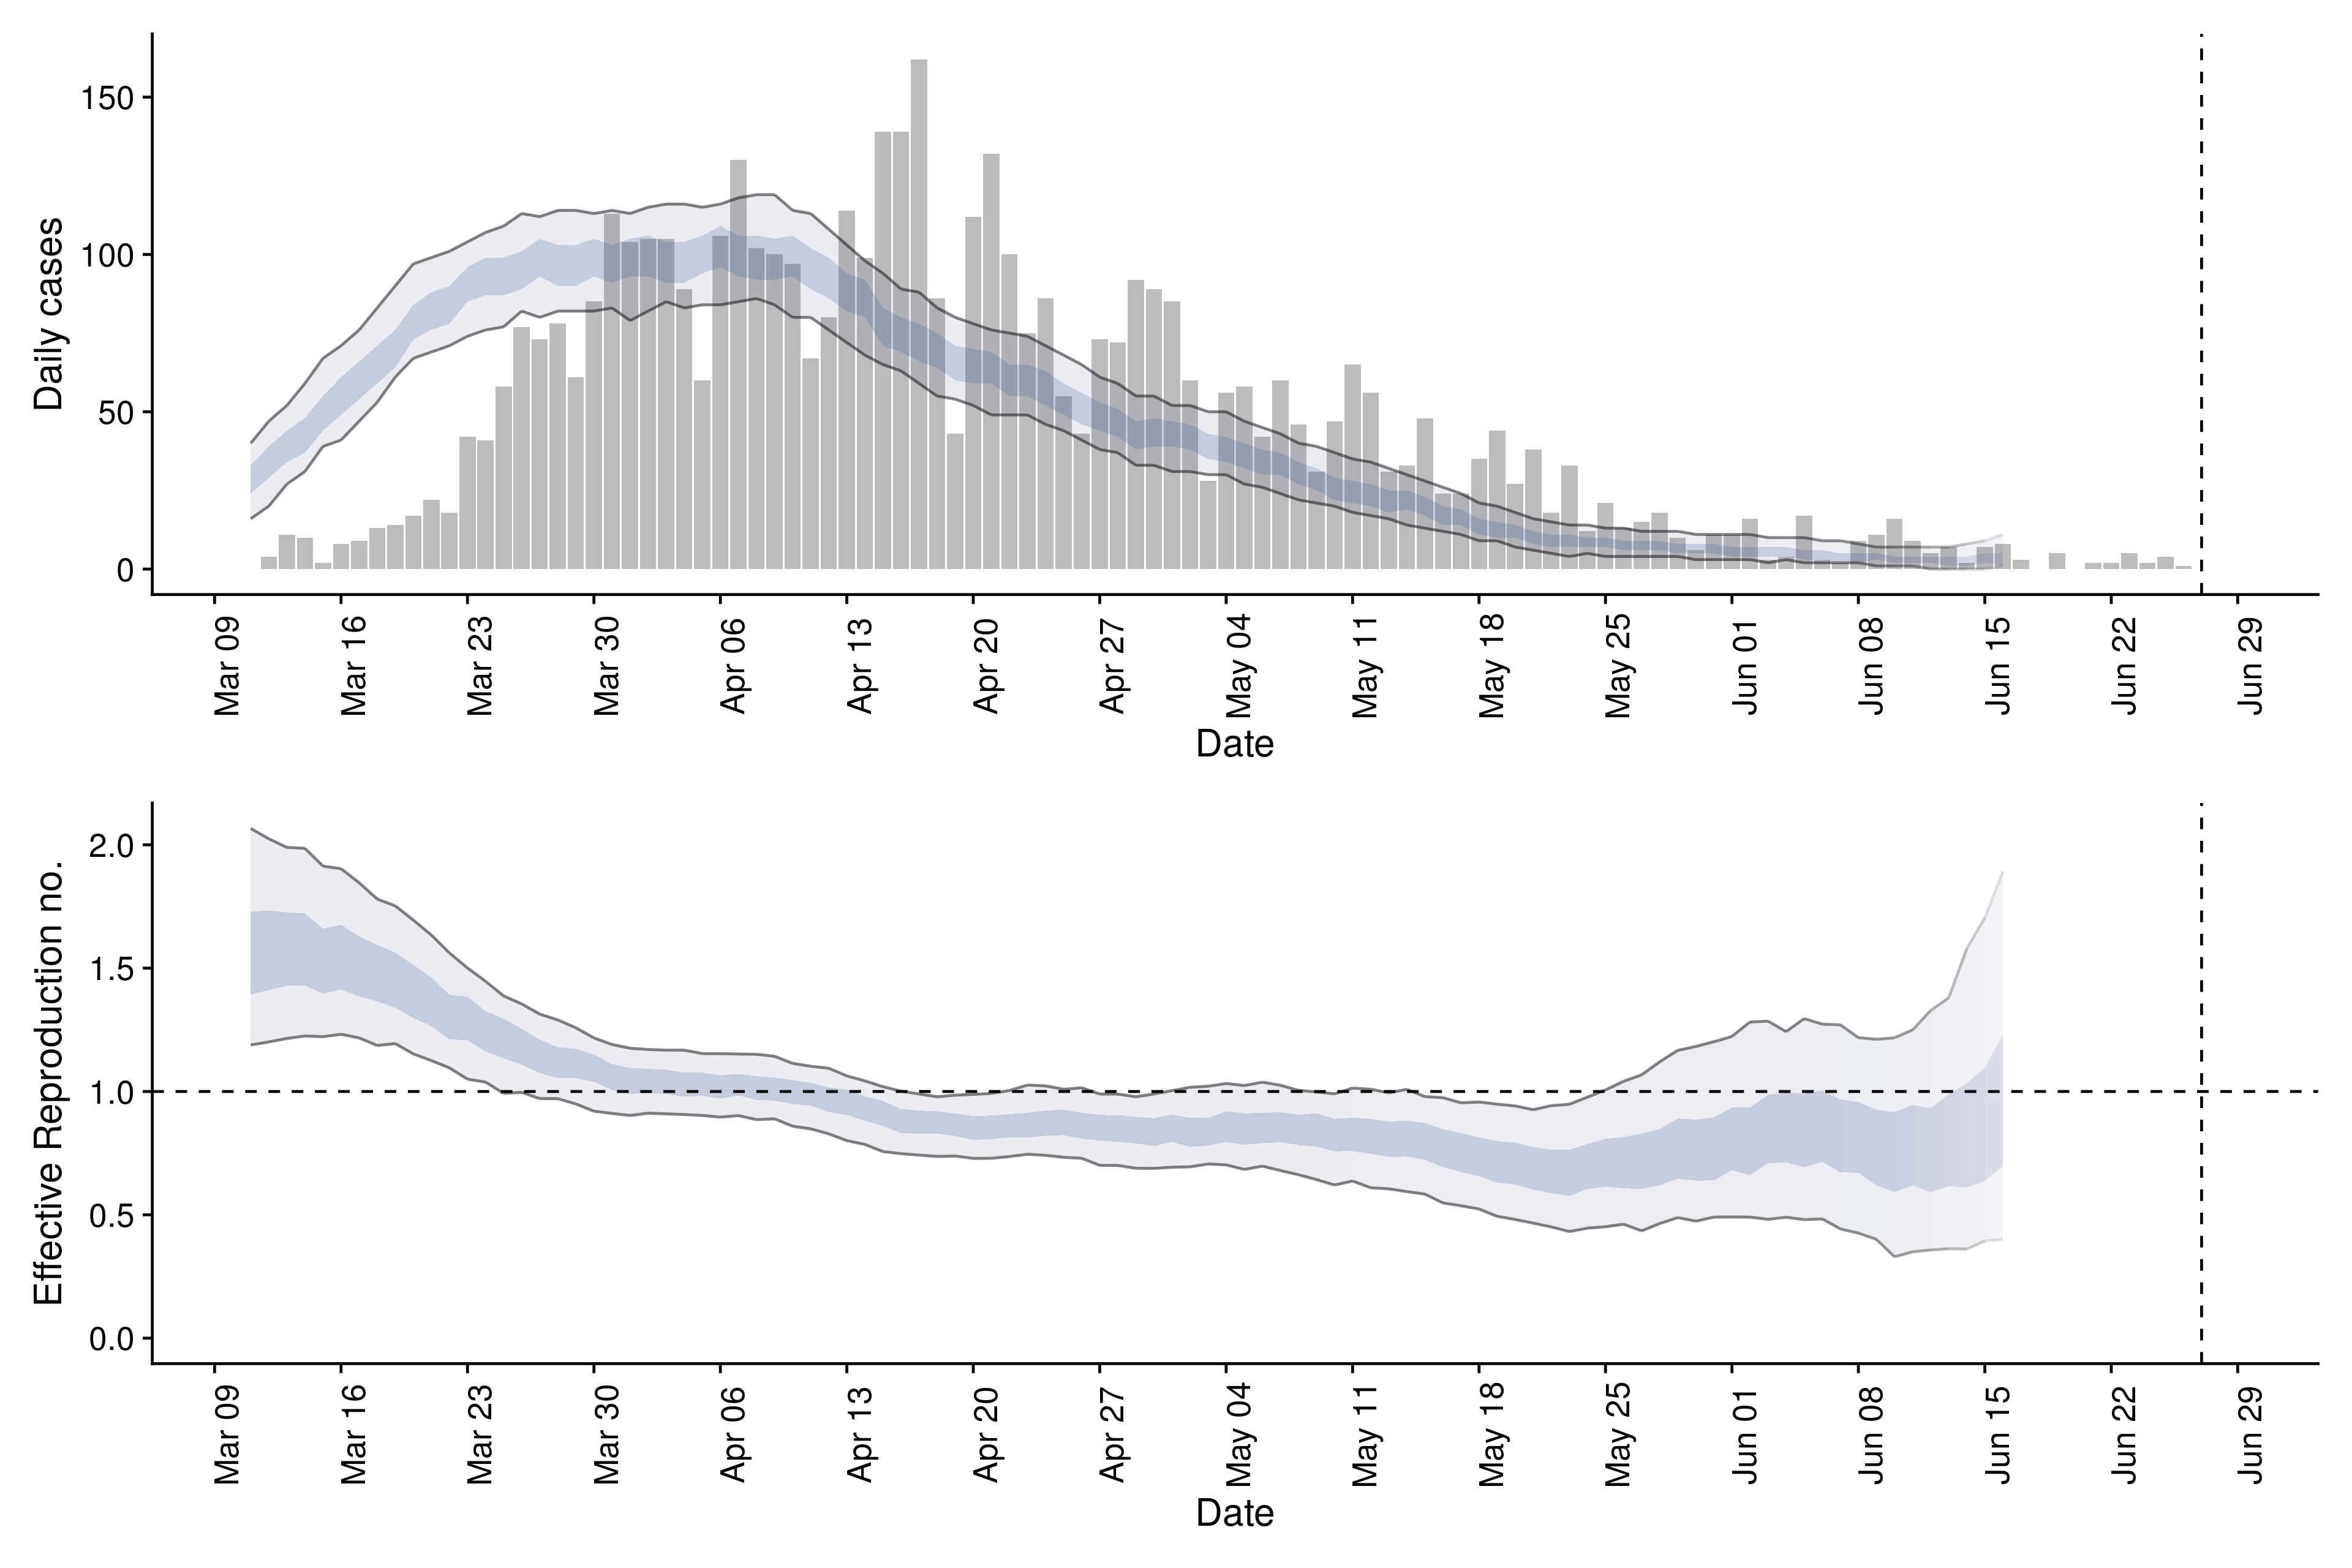 Daily cases
150
100
50
0
Mar 09
Mar 16
Mar 23
Mar 30
Apr 06
Apr 13
Apr 20
Apr 27
May 04
May 11
May 18
May 25
Jun 01
Jun 08
Jun 15
Jun 22
Jun 29
Date
Effective Reproduction no.
2.0
1.5
1.0
0.5
0.0
Mar 09
Mar 16
Mar 23
Mar 30
Apr 06
Apr 13
Apr 20
Apr 27
May 04
May 11
May 18
May 25
Jun 01
Jun 08
Jun 15
Jun 22
Jun 29
Date